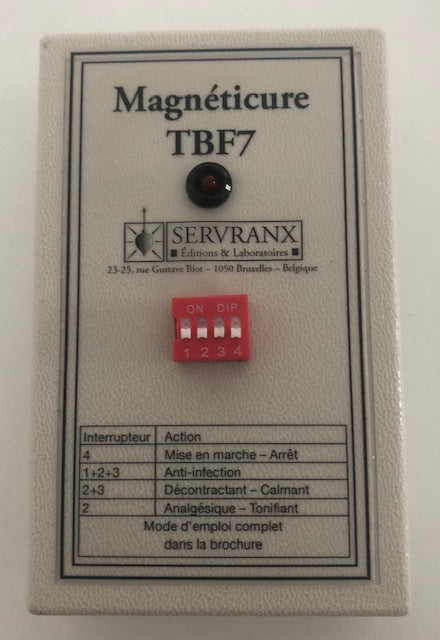 Magnéticure
TBF7
SERVRANX
Éditions & Laboratoires
23-25, rue Gustave Biot – 1050 Bruxelles – Belgique
ON DIP
1 2 3 4
Interrupteur Action
4 Mise en marche – Arrêt
1+2+3 Anti-infection
2+3 Décontractant – Calmant
2 Analgésique – Tonifiant
Mode d'emploi complet
dans la brochure